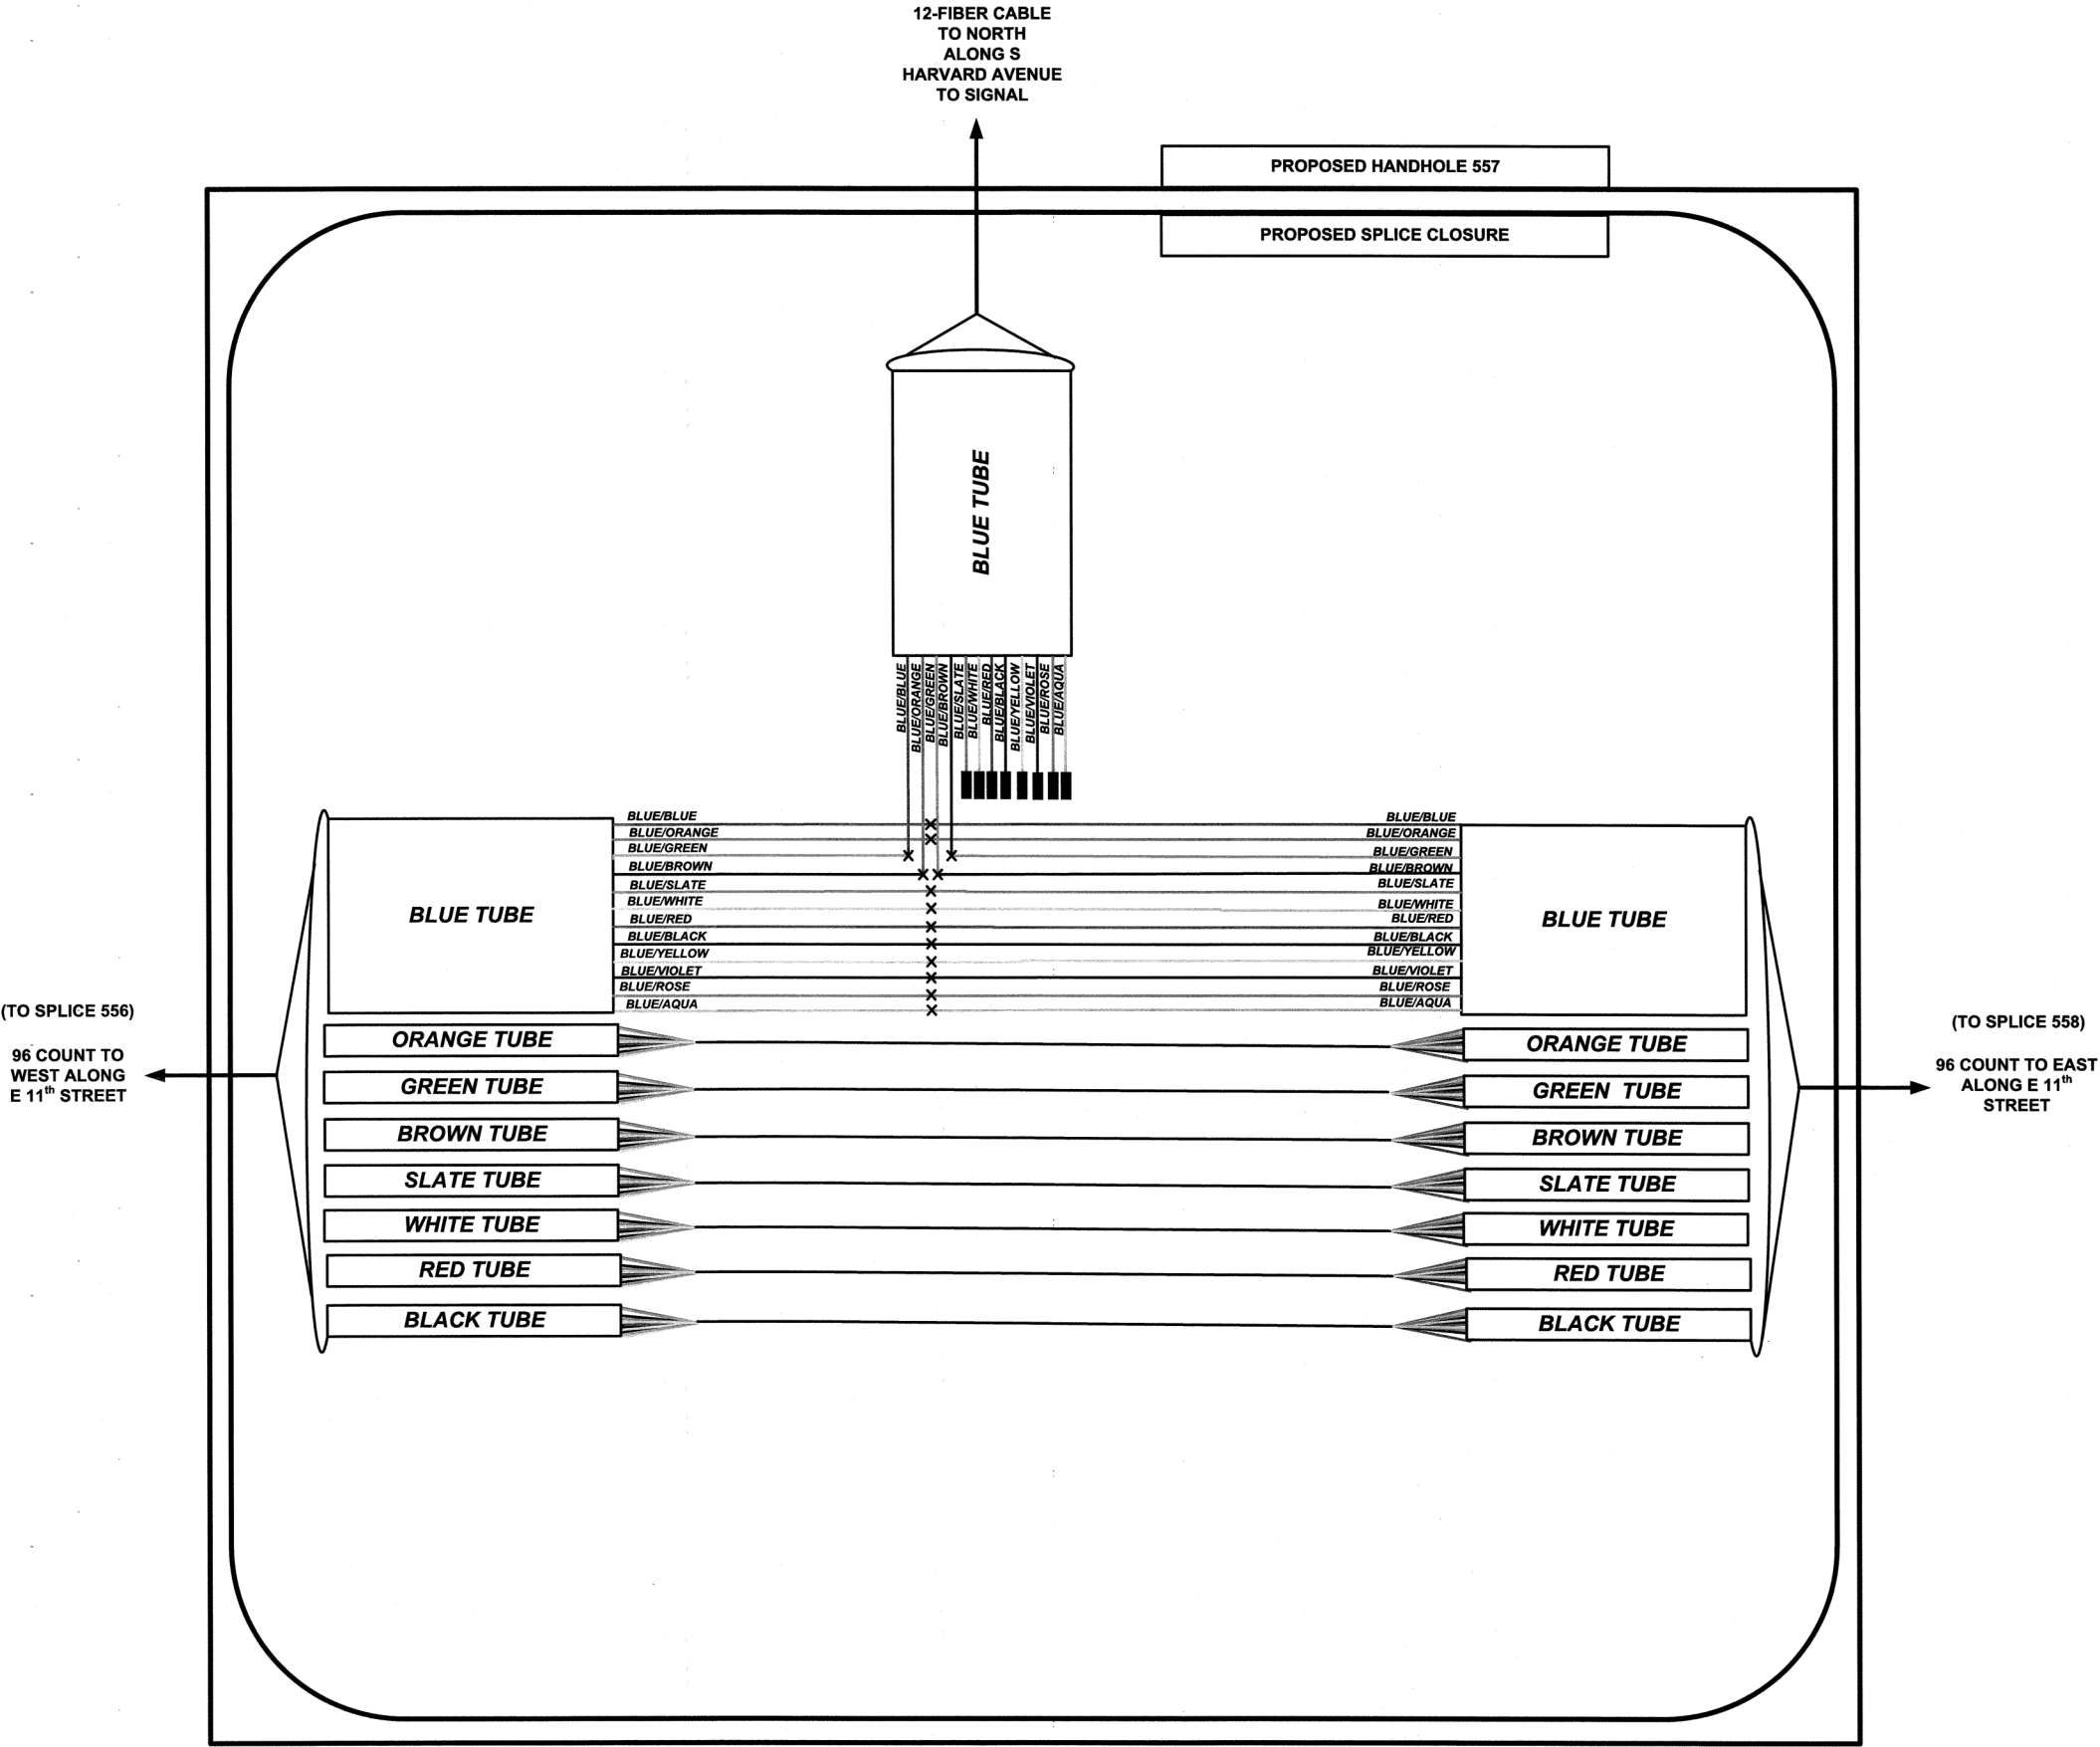 12-FIBER CABLE
TO NORTH
ALONG S
HARVARD AVENUE
TO SIGNAL
PROPOSED HANDHOLE 557
PROPOSED SPLICE CLOSURE
BLUE TUBE
BLUE/BLUE
BLUE/ORANGE
BLUE/GREEN
BLUE/BROWN
BLUE/SLATE
BLUE/WHITE
BLUE/RED
BLUE/BLACK
BLUE/YELLOW
BLUE/VIOLET
BLUE/ROSE
BLUE/AQUA
BLUE TUBE
BLUE/BLUE
BLUE/ORANGE
BLUE/GREEN
BLUE/BROWN
BLUE/SLATE
BLUE/WHITE
BLUE/RED
BLUE/BLACK
BLUE/YELLOW
BLUE/VIOLET
BLUE/ROSE
BLUE/AQUA
BLUE/BLUE
BLUE/ORANGE
BLUE/GREEN
BLUE/BROWN
BLUE/SLATE
BLUE/WHITE
BLUE/RED
BLUE/BLACK
BLUE/YELLOW
BLUE/VIOLET
BLUE/ROSE
BLUE/AQUA
BLUE TUBE
(TO SPLICE 556)
96 COUNT TO
WEST ALONG
E 11th STREET
(TO SPLICE 558)
96 COUNT TO EAST
ALONG E 11th
STREET
ORANGE TUBE
ORANGE TUBE
GREEN TUBE
GREEN TUBE
BROWN TUBE
BROWN TUBE
SLATE TUBE
SLATE TUBE
WHITE TUBE
WHITE TUBE
RED TUBE
RED TUBE
BLACK TUBE
BLACK TUBE